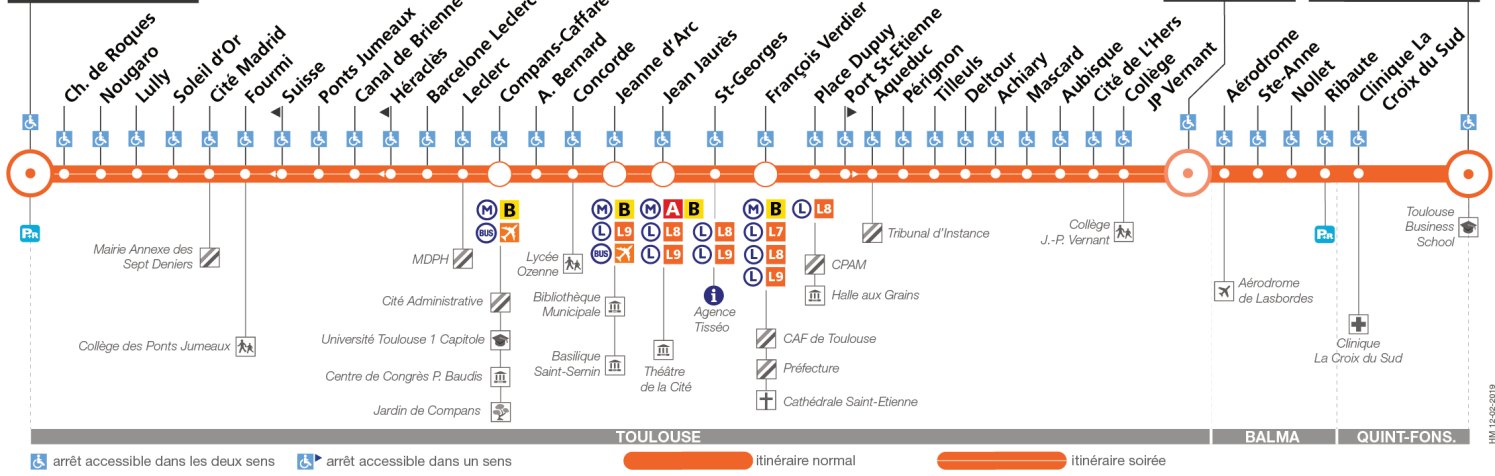 Ch. de Roques
Nougaro
Lully
Soleil d'Or
Cité Madrid
Fourmi
Suisse
Ponts Jumeaux
Canal de Brienne
Héraclès
Barcelone Leclerc
Leclerc
Compans-Caffare
A. Bernard
Concorde
Jeanne d'Arc
Jean Jaurès
St-Georges
François Verdier
Place Dupuy
Port St-Etienne
Aqueduc
Pérignon
Tilleuls
Deltour
Achiary
Mascard
Aubisque
Cité de L'Hers
Collège
JP Vernant
Aérodrome
Ste-Anne
Nollet
Ribaute
Clinique La
Croix du Sud
P+R
Mairie Annexe des
Sept Deniers
Collège des Ponts Jumeaux
MDPH
M B
BUS
Cité Administrative
Université Toulouse 1 Capitole
Centre de Congrès P. Baudis
Jardin de Compans
Lycée
Ozenne
M B
L L9
BUS
Bibliothèque
Municipale
Basilique
Saint-Sernin
M A B
L L8
L L9
Théâtre
de la Cité
L L8
L L9
i
Agence
Tisséo
M B
L L7
L L8
L L9
CAF de Toulouse
Préfecture
Cathédrale Saint-Etienne
L L8
CPAM
Halle aux Grains
Tribunal d'Instance
Collège
J.-P. Vernant
Aérodrome
de Lasbordes
P+R
Clinique
La Croix du Sud
Toulouse
Business
School
HM 12-02-2019
TOULOUSE
BALMA
QUINT-FONS.
arrêt accessible dans les deux sens
arrêt accessible dans un sens
itinéraire normal
itinéraire soirée